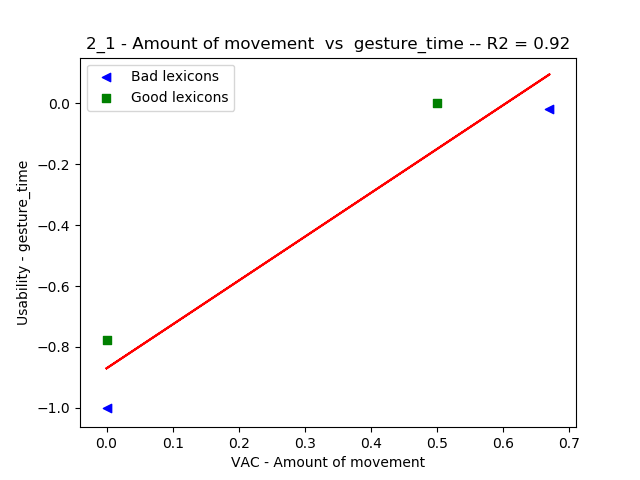 2_1 - Amount of movement  vs  gesture_time -- R2 = 0.92
Bad lexicons
Good lexicons
0.0
−0.2
−0.4
−0.6
−0.8
−1.0
Usability - gesture_time
0.0 0.1 0.2 0.3 0.4 0.5 0.6 0.7
VAC - Amount of movement